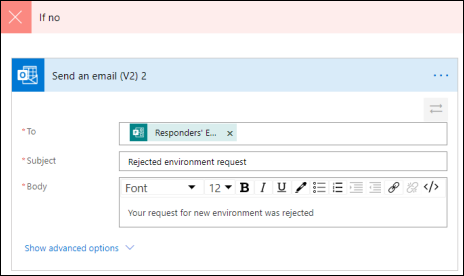 If no
Send an email (V2) 2
* To
Responders' E... ×
* Subject
Rejected environment request
* Body
Font 12 B I U </>
Your request for new environment was rejected
Show advanced options